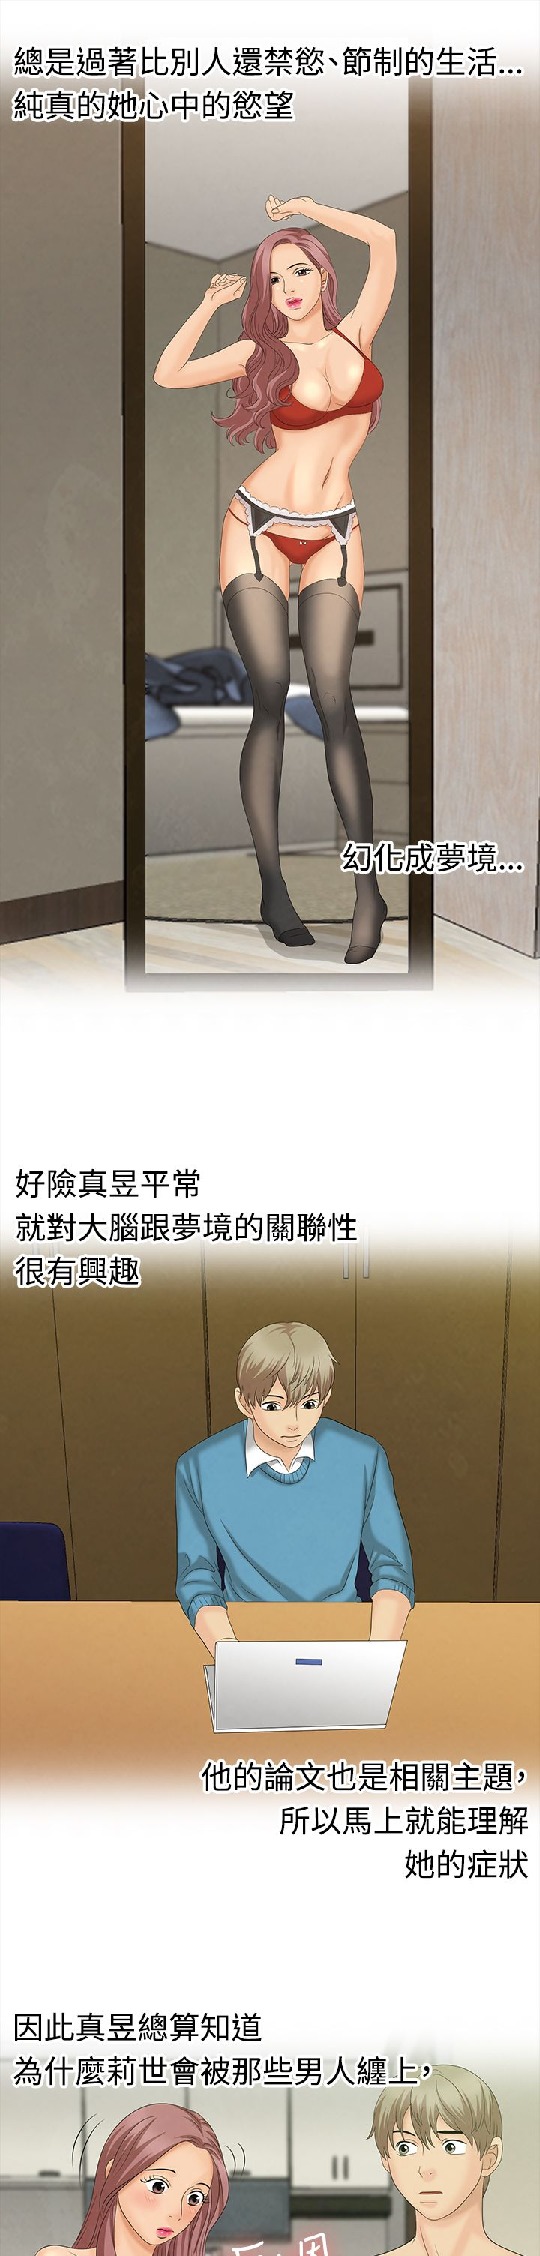 總是過著比別人還禁慾、節制的生活...
純真的她心中的慾望
幻化成夢境...
好險真昱平常
就對大腦跟夢境的關聯性
很有興趣
他的論文也是相關主題，
所以馬上就能理解
她的症狀
因此真昱總算知道
為什麼莉世會被那些男人纏上，